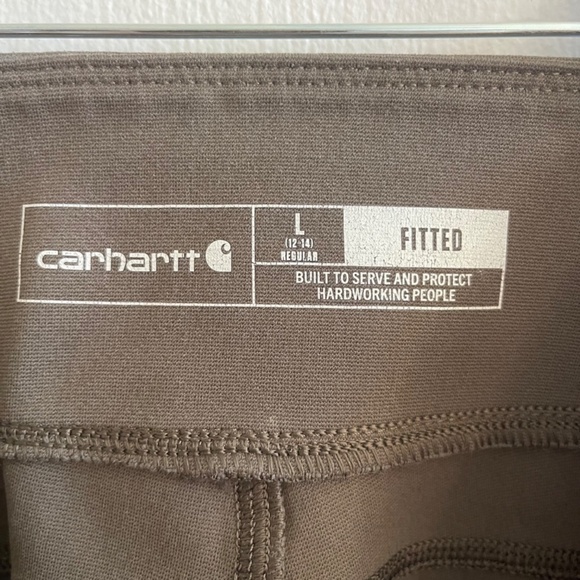 carhartt
L
(12-14)
REGULAR
FITTED
BUILT TO SERVE AND PROTECT
HARDWORKING PEOPLE